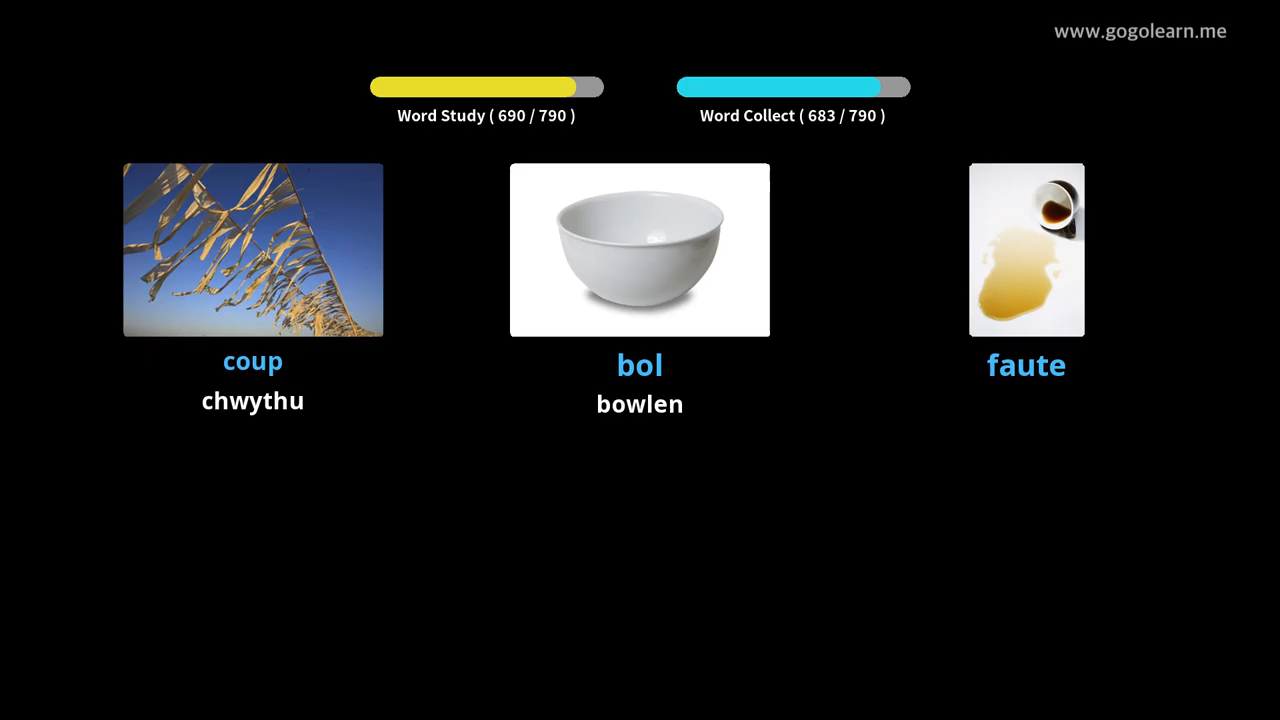 www.gogolearn.me
Word Study ( 690 / 790 )
Word Collect ( 683 / 790 )
coup
chwythu
bol
bowlen
faute